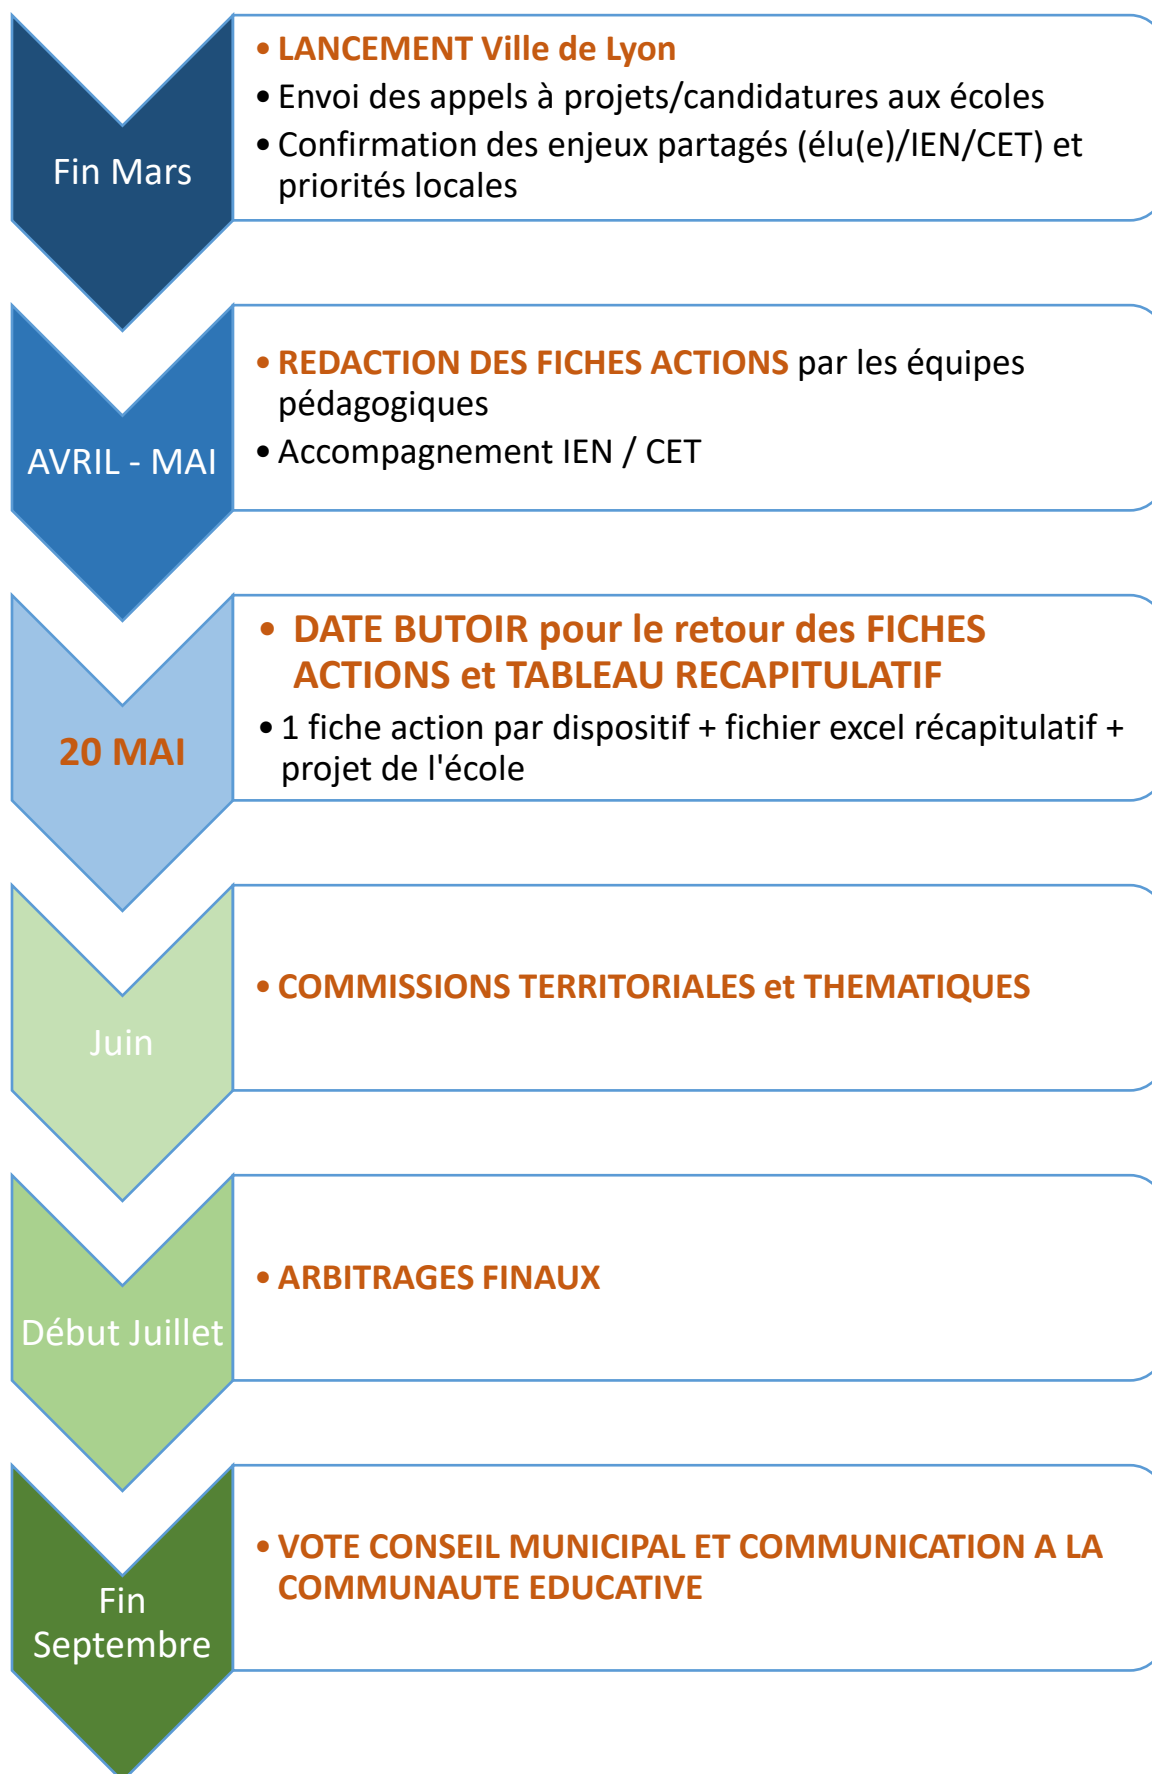 Fin Mars
• LANCEMENT Ville de Lyon
• Envoi des appels à projets/candidatures aux écoles
• Confirmation des enjeux partagés (élu(e)/IEN/CET) et
priorités locales
AVRIL - MAI
• REDACTION DES FICHES ACTIONS par les équipes
pédagogiques
• Accompagnement IEN / CET
20 MAI
• DATE BUTOIR pour le retour des FICHES
ACTIONS et TABLEAU RECAPITULATIF
• 1 fiche action par dispositif + fichier excel récapitulatif +
projet de l'école
Juin
• COMMISSIONS TERRITORIALES et THEMATIQUES
Début Juillet
• ARBITRAGES FINAUX
Fin
Septembre
• VOTE CONSEIL MUNICIPAL ET COMMUNICATION A LA
COMMUNAUTE EDUCATIVE